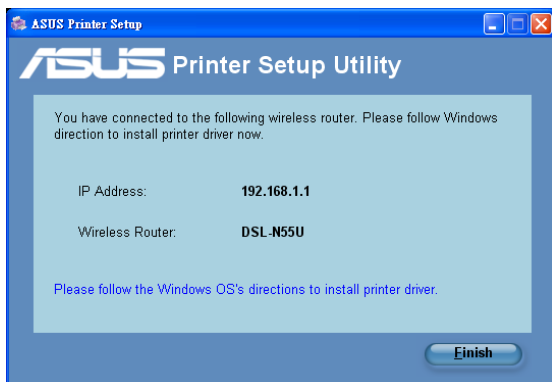 ASUS Printer Setup
ASUS Printer Setup Utility
You have connected to the following wireless router. Please follow Windows
direction to install printer driver now.
IP Address: 192.168.1.1
Wireless Router: DSL-N55U
Please follow the Windows OS's directions to install printer driver.
Finish